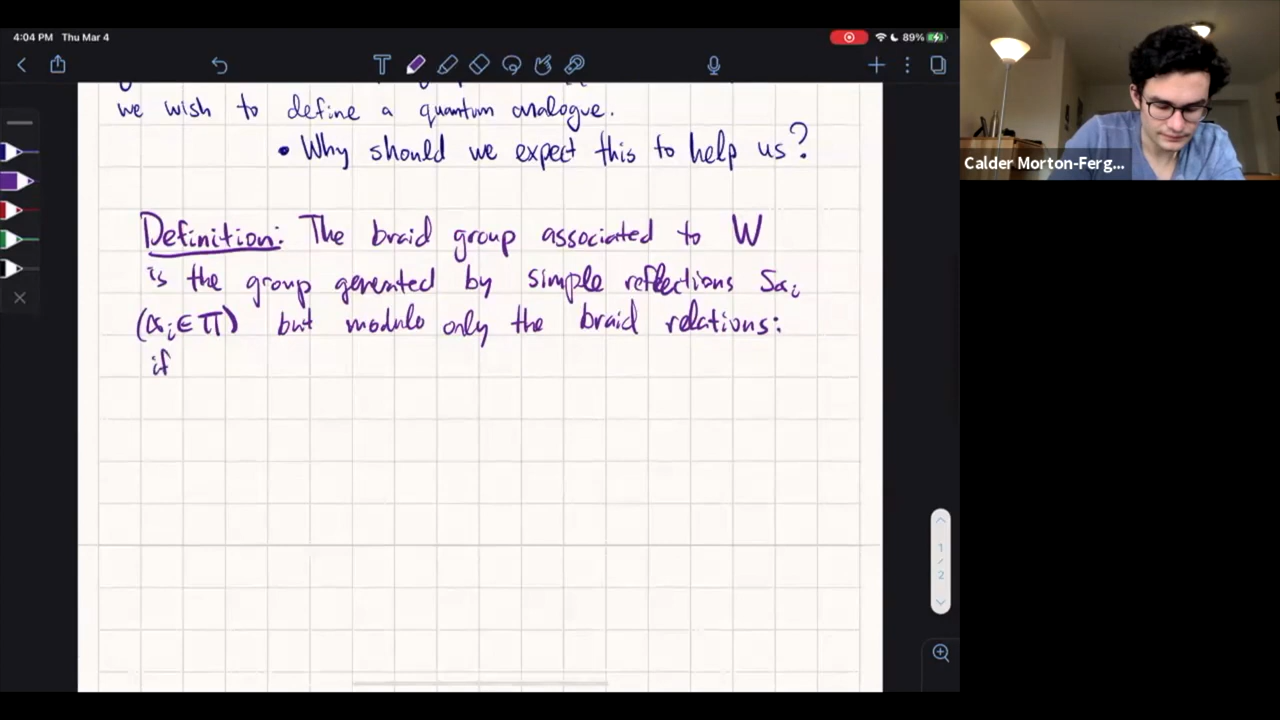 4:04 PM Thu Mar 4
89%
we wish to define a quantum analogue.
• Why should we expect this to help us?
Definition: The braid group associated to W
is the group generated by simple reflections Sαᵢ
(αᵢ ∈ Π) but modulo only the braid relations:
if
1
/
2
Calder Morton-Ferg...